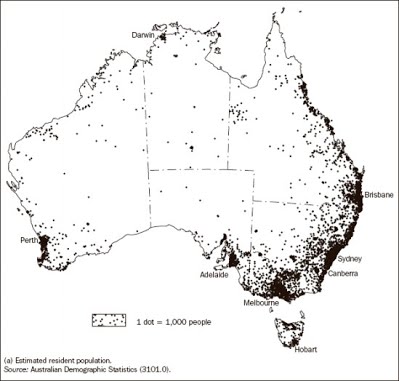 Darwin
Brisbane
Perth
Sydney
Canberra
Adelaide
Melbourne
1 dot = 1,000 people
Hobart
(a) Estimated resident population.
Source: Australian Demographic Statistics (3101.0).